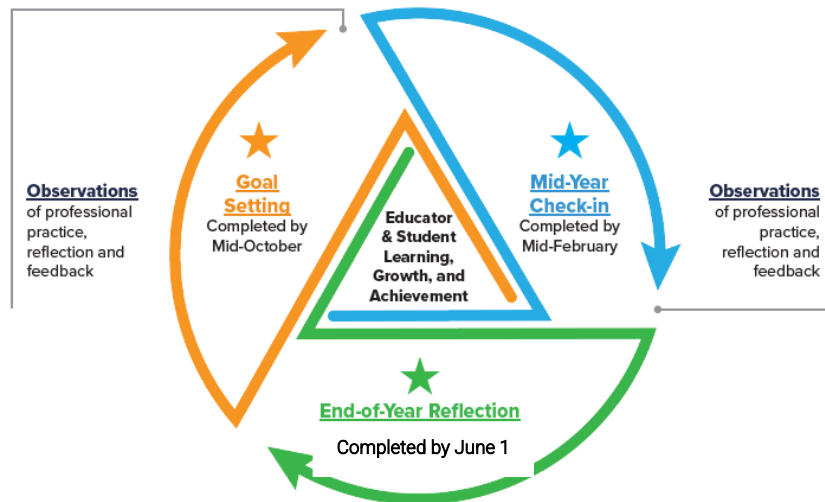 Goal
Setting
Completed by
Mid-October
Mid-Year
Check-in
Completed by
Mid-February
Observations
of professional
practice,
reflection and
feedback
Educator
& Student
Learning,
Growth, and
Achievement
Observations
of professional
practice,
reflection and
feedback
End-of-Year Reflection
Completed by June 1